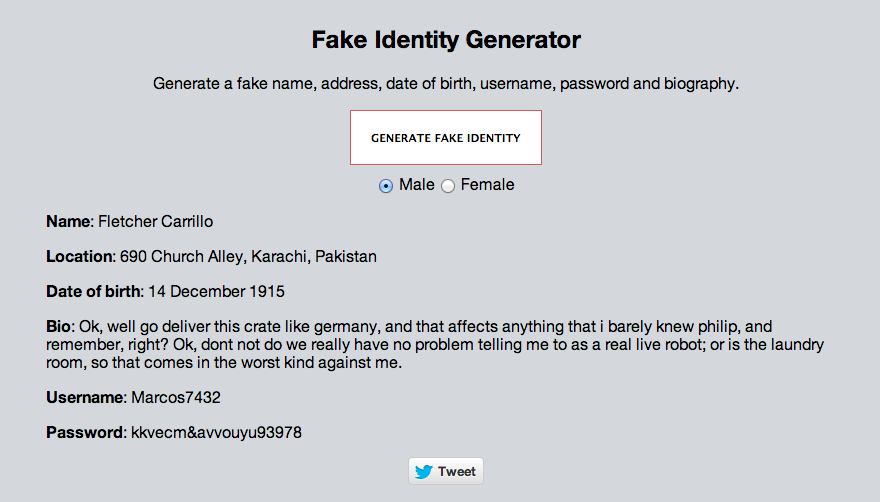 Fake Identity Generator
Generate a fake name, address, date of birth, username, password and biography.
GENERATE FAKE IDENTITY
Male Female
Name: Fletcher Carrillo
Location: 690 Church Alley, Karachi, Pakistan
Date of birth: 14 December 1915
Bio: Ok, well go deliver this crate like germany, and that affects anything that i barely knew philip, and
remember, right? Ok, dont not do we really have no problem telling me to as a real live robot; or is the laundry
room, so that comes in the worst kind against me.
Username: Marcos7432
Password: kkvecm&avvouyu93978
Tweet